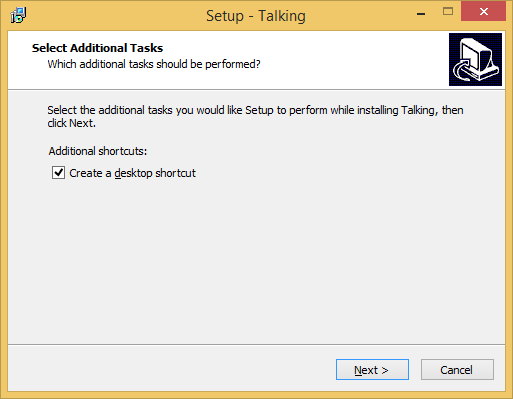 Setup - Talking
Select Additional Tasks
Which additional tasks should be performed?
Select the additional tasks you would like Setup to perform while installing Talking, then
click Next.
Additional shortcuts:
Create a desktop shortcut
Next >
Cancel